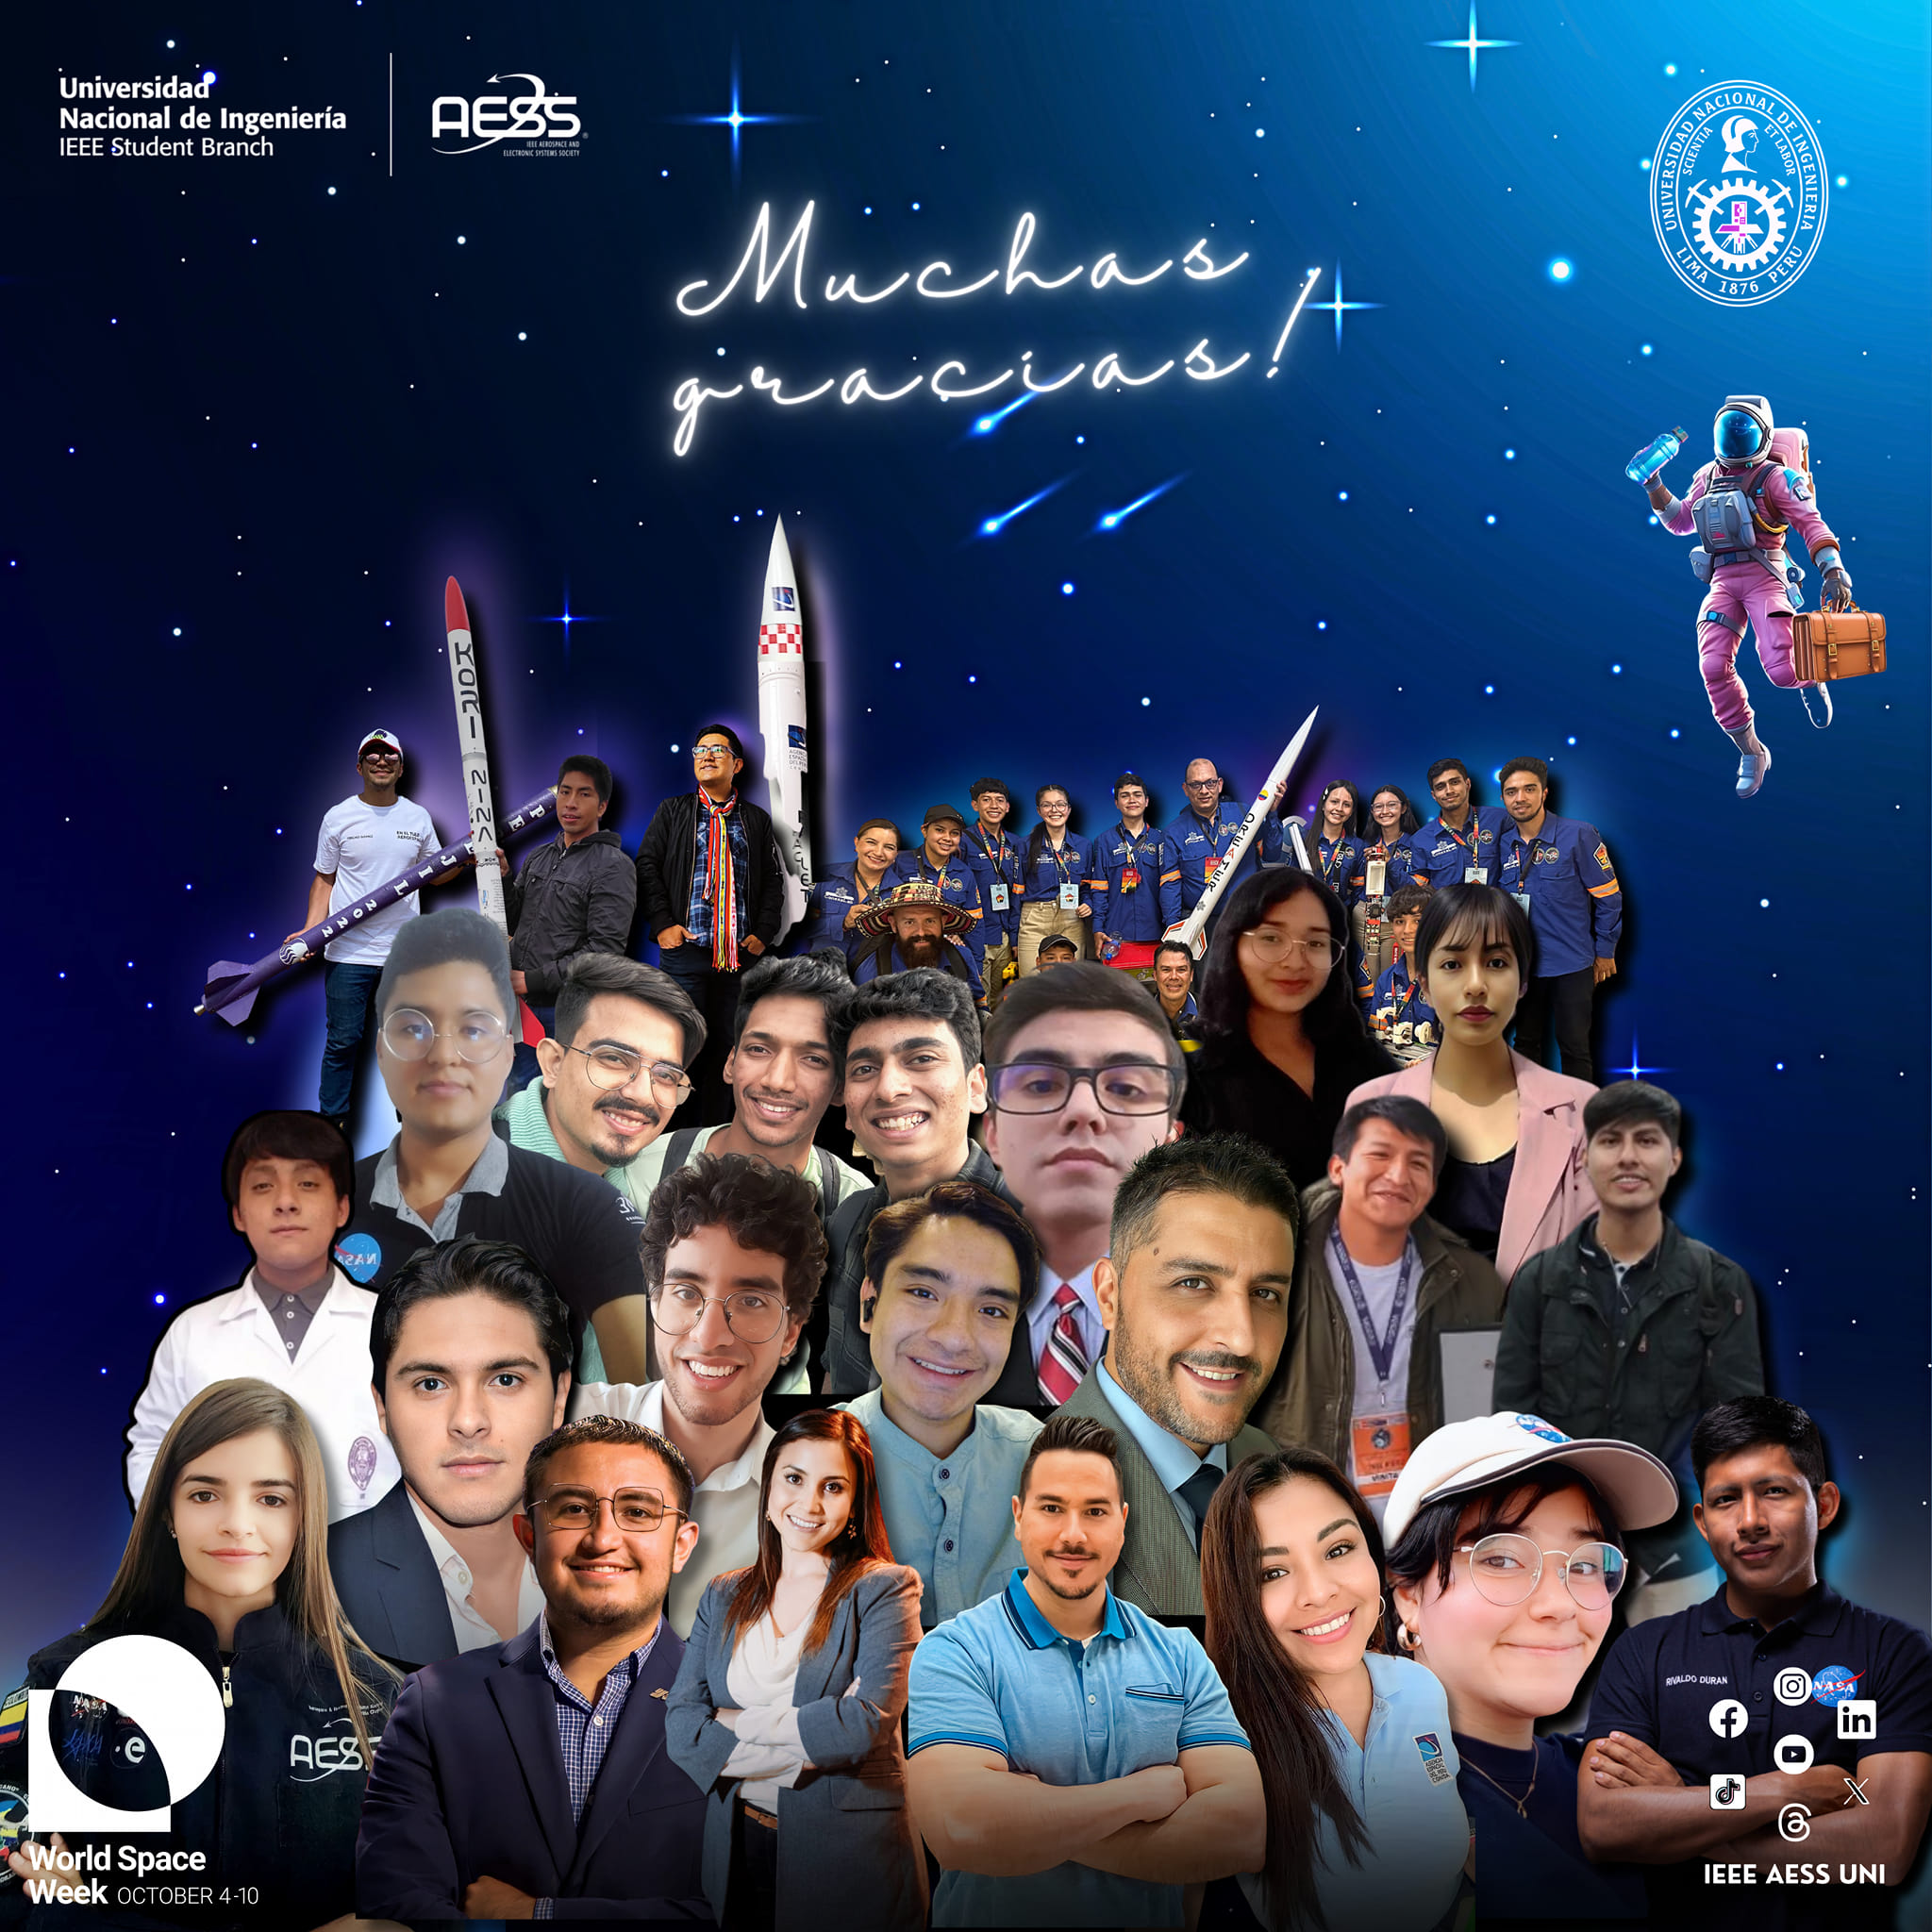 Universidad
Nacional de Ingeniería
IEEE Student Branch
AESS
IEEE AEROSPACE AND
ELECTRONIC SYSTEMS SOCIETY
UNIVERSIDAD NACIONAL DE INGENIERIA
SCIENTIA ET LABOR
LIMA 1876 PERU
Muchas
gracias!
KORI NINA
2022
NASA
AESS
RIVALDO DURAN
NASA
World Space
Week OCTOBER 4-10
IEEE AESS UNI